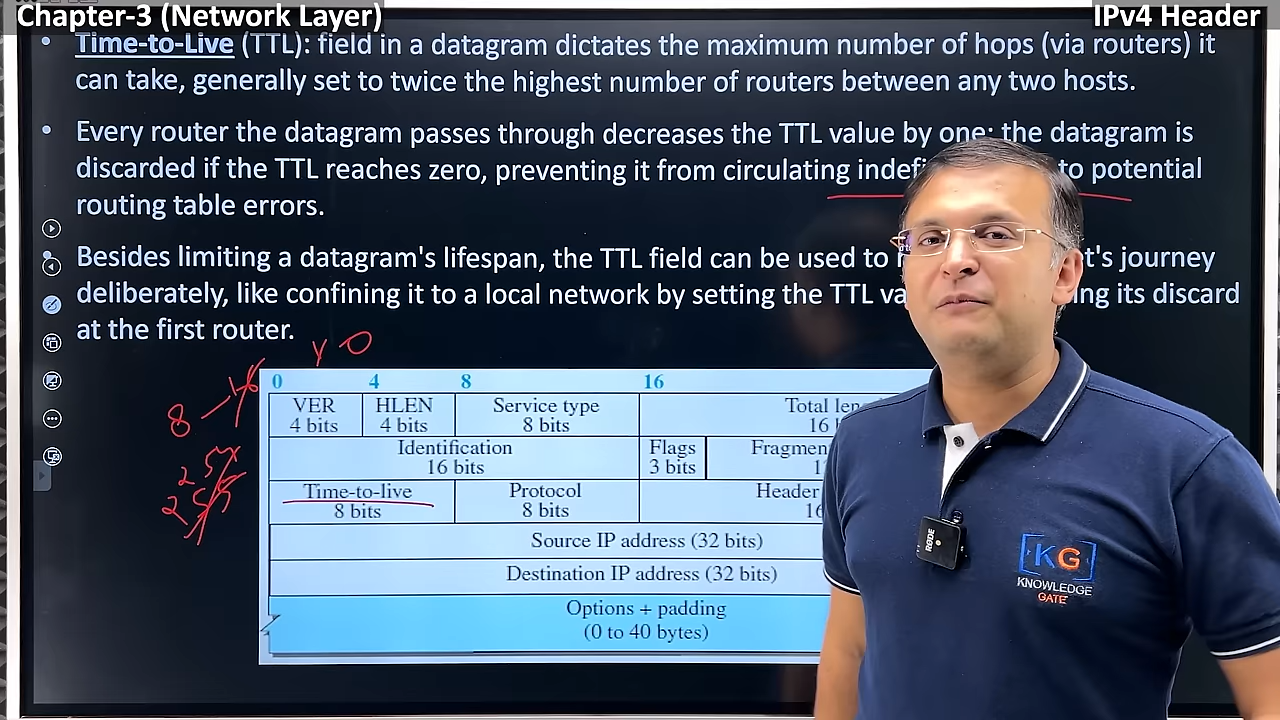 Chapter-3 (Network Layer)
IPv4 Header
• Time-to-Live (TTL): field in a datagram dictates the maximum number of hops (via routers) it
can take, generally set to twice the highest number of routers between any two hosts.
• Every router the datagram passes through decreases the TTL value by one; the datagram is
discarded if the TTL reaches zero, preventing it from circulating to potential
routing table errors.
• Besides limiting a datagram's lifespan, the TTL field can be used to journey
deliberately, like confining it to a local network by setting the TTL its discard
at the first router.
0 4 8 16
VER HLEN Service type Total
4 bits 4 bits 8 bits 16
Identification Flags
16 bits 3 bits
Time-to-live Protocol Header
8 bits 8 bits 16
Source IP address (32 bits)
Destination IP address (32 bits)
Options + padding
(0 to 40 bytes)
0
8
255
RODE
KG
KNOWLEDGE
GATE